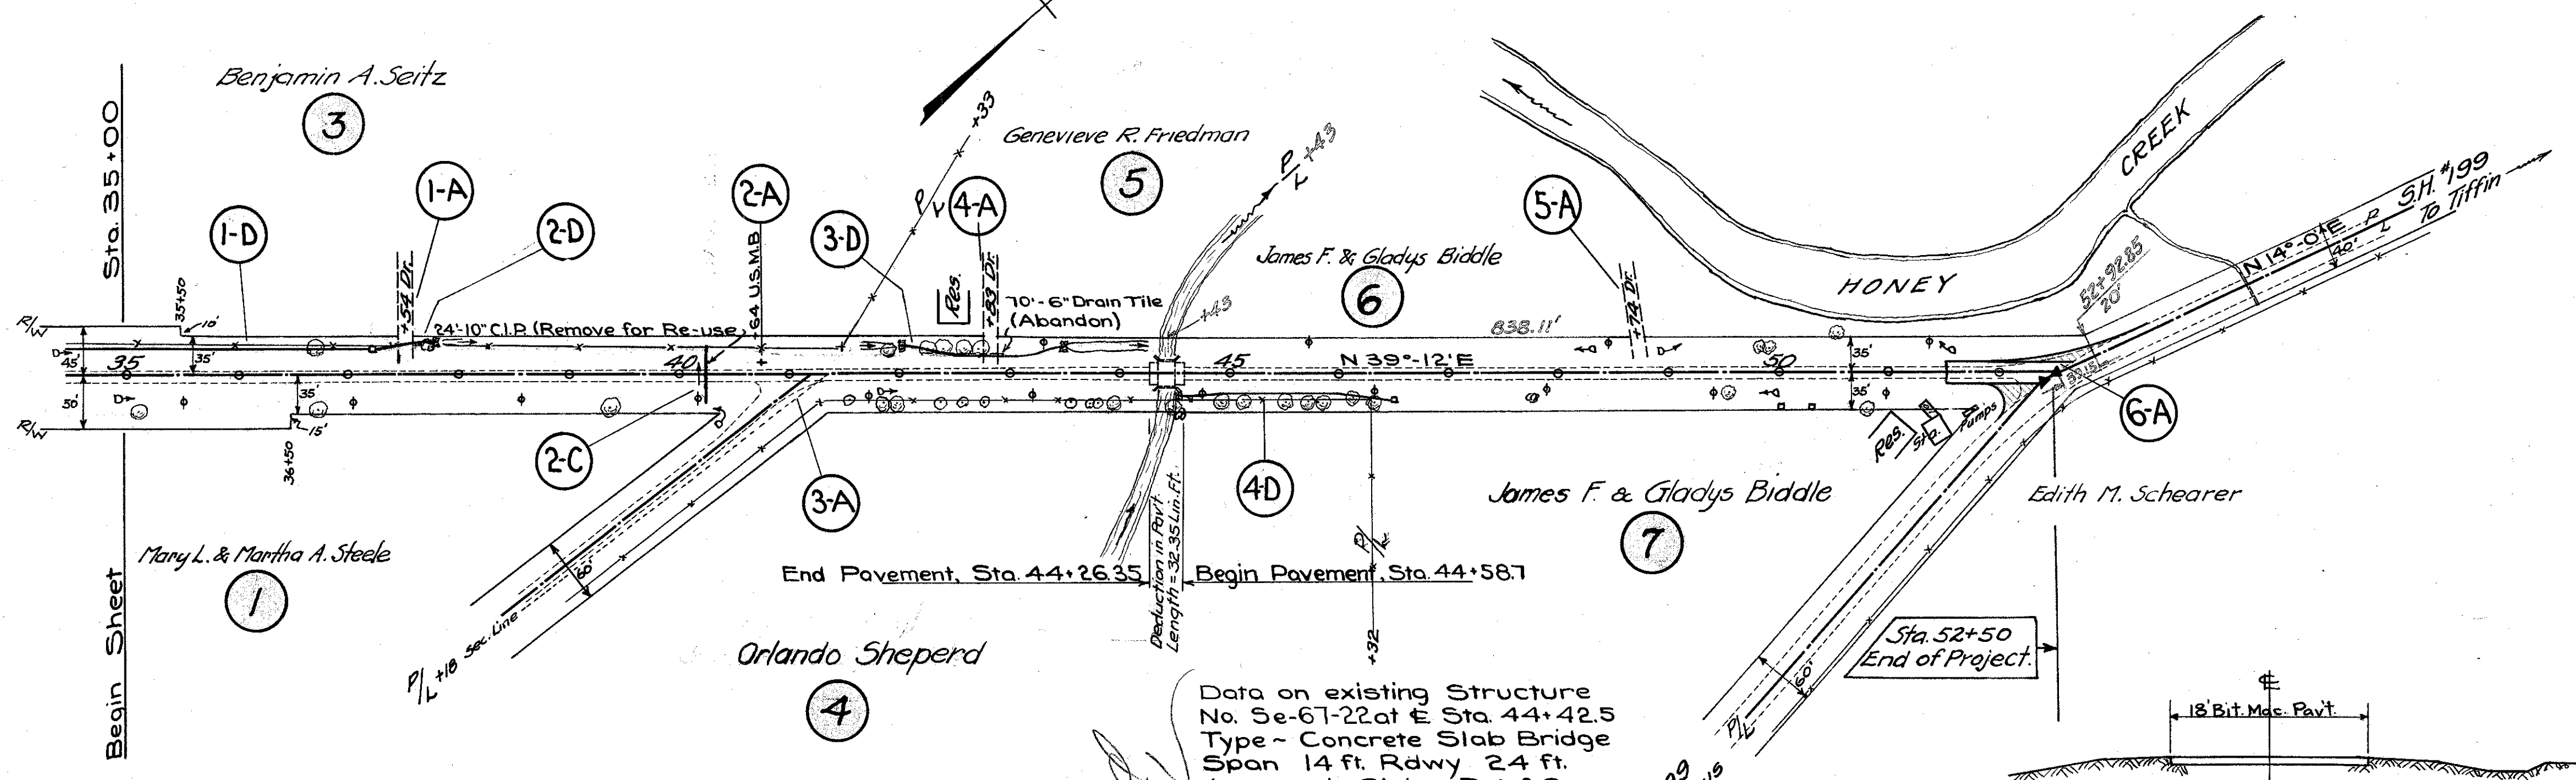 Benjamin A. Seitz
3
Sta. 35+00
1-D
1-A
2-D
2-A
+64 U.S.M.B.
3-D
P/L
+33
4-A
Genevieve R. Friedman
5
P/L +43
5-A
James F. & Gladys Biddle
6
HONEY
CREEK
S.H. #199
To Tiffin
N 14°-0' E
P/L
40'
52+92.85
20'
35+50
10'
+54 Dr.
24'-10" C.I.P. (Remove for Re-use)
Res.
+83 Dr.
70'-6" Drain Tile
(Abandon)
+43
838.11'
+74 Dr.
R/W
45'
35'
35
40
45
N 39°-12' E
50
35'
50'
35'
35'
R/W
15'
36+50
2-C
3-A
4-D
6-A
Res.
Sta.
Pumps
Mary L. & Martha A. Steele
1
Begin Sheet
60'
P/L +18 Sec. Line
End Pavement, Sta. 44+26.35
Deduction in Pav't.
Length = 32.35 Lin. Ft.
Begin Pavement, Sta. 44+58.7
P/L
+32
James F. & Gladys Biddle
7
Edith M. Schearer
Orlando Sheperd
4
Sta. 52+50
End of Project.
60'
P/L
Data on existing Structure
No. Se-67-22 at ℄ Sta. 44+42.5
Type ~ Concrete Slab Bridge
Span 14 ft. Rdwy 24 ft.
℄
18' Bit. Mac. Pav't.